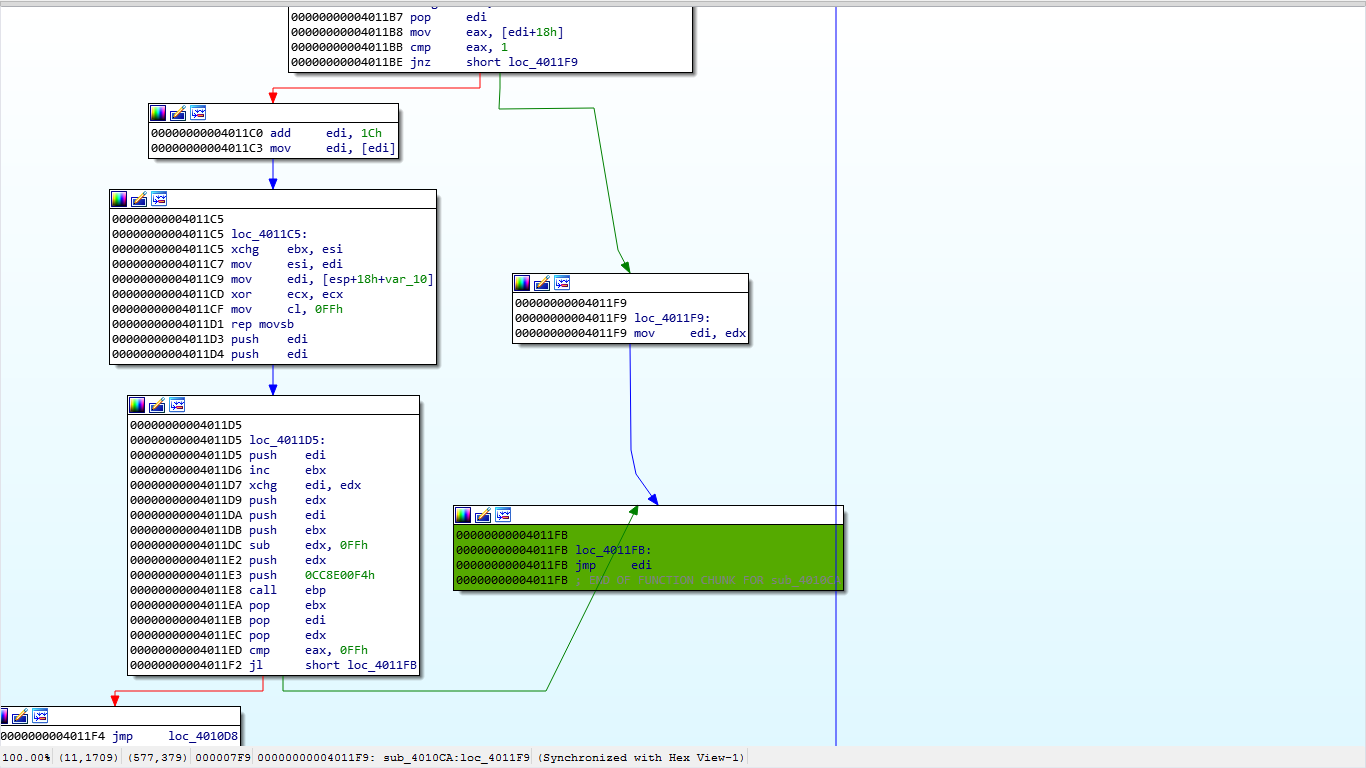 00000000004011B7 pop edi
00000000004011B8 mov eax, [edi+18h]
00000000004011BB cmp eax, 1
00000000004011BE jnz short loc_4011F9
00000000004011C0 add edi, 1Ch
00000000004011C3 mov edi, [edi]
00000000004011C5
00000000004011C5 loc_4011C5:
00000000004011C5 xchg ebx, esi
00000000004011C7 mov esi, edi
00000000004011C9 mov edi, [esp+18h+var_10]
00000000004011CD xor ecx, ecx
00000000004011CF mov cl, 0FFh
00000000004011D1 rep movsb
00000000004011D3 push edi
00000000004011D4 push edi
00000000004011F9
00000000004011F9 loc_4011F9:
00000000004011F9 mov edi, edx
00000000004011D5
00000000004011D5 loc_4011D5:
00000000004011D5 push edi
00000000004011D6 inc ebx
00000000004011D7 xchg edi, edx
00000000004011D9 push edx
00000000004011DA push edi
00000000004011DB push ebx
00000000004011DC sub edx, 0FFh
00000000004011E2 push edx
00000000004011E3 push 0CC8E00F4h
00000000004011E8 call ebp
00000000004011EA pop ebx
00000000004011EB pop edi
00000000004011EC pop edx
00000000004011ED cmp eax, 0FFh
00000000004011F2 jl short loc_4011FB
00000000004011FB
00000000004011FB loc_4011FB:
00000000004011FB jmp edi
00000000004011FB ; END OF FUNCTION CHUNK FOR sub_4010CA
00000000004011F4 jmp loc_4010D8
100.00% (11,1709) (577,379) 000007F9 00000000004011F9: sub_4010CA:loc_4011F9 (Synchronized with Hex View-1)